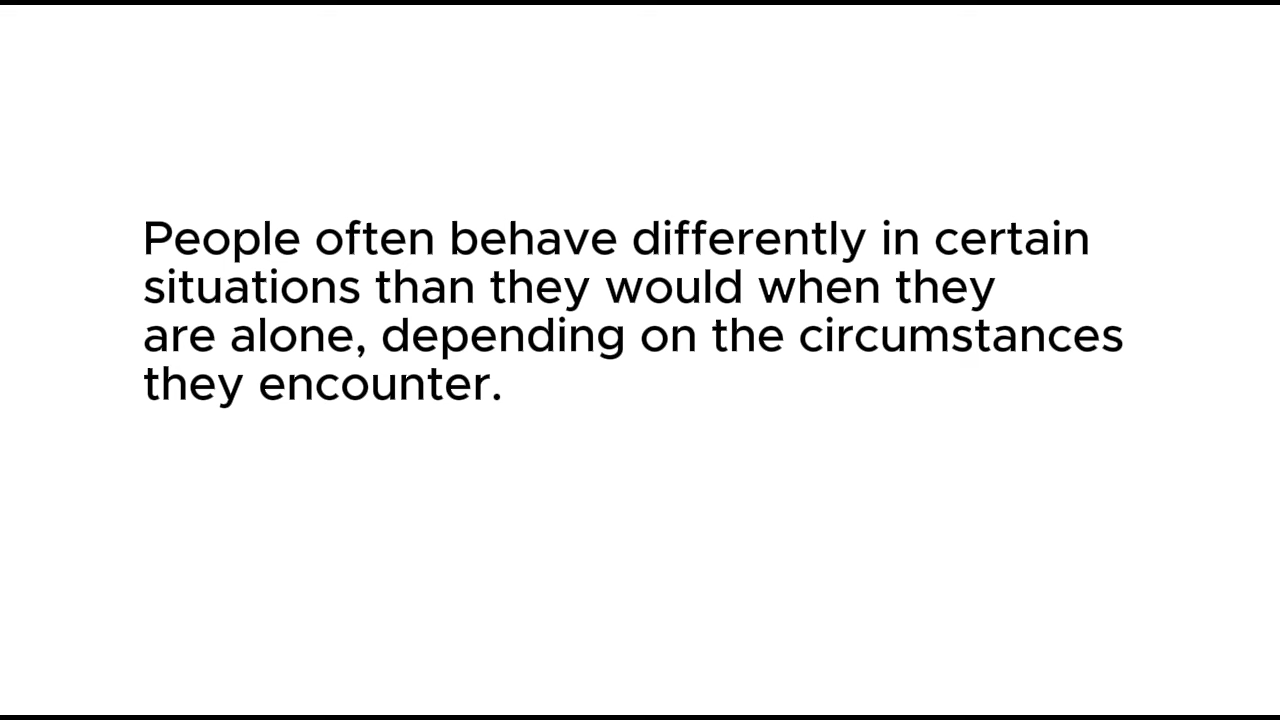 People often behave differently in certain
situations than they would when they
are alone, depending on the circumstances
they encounter.